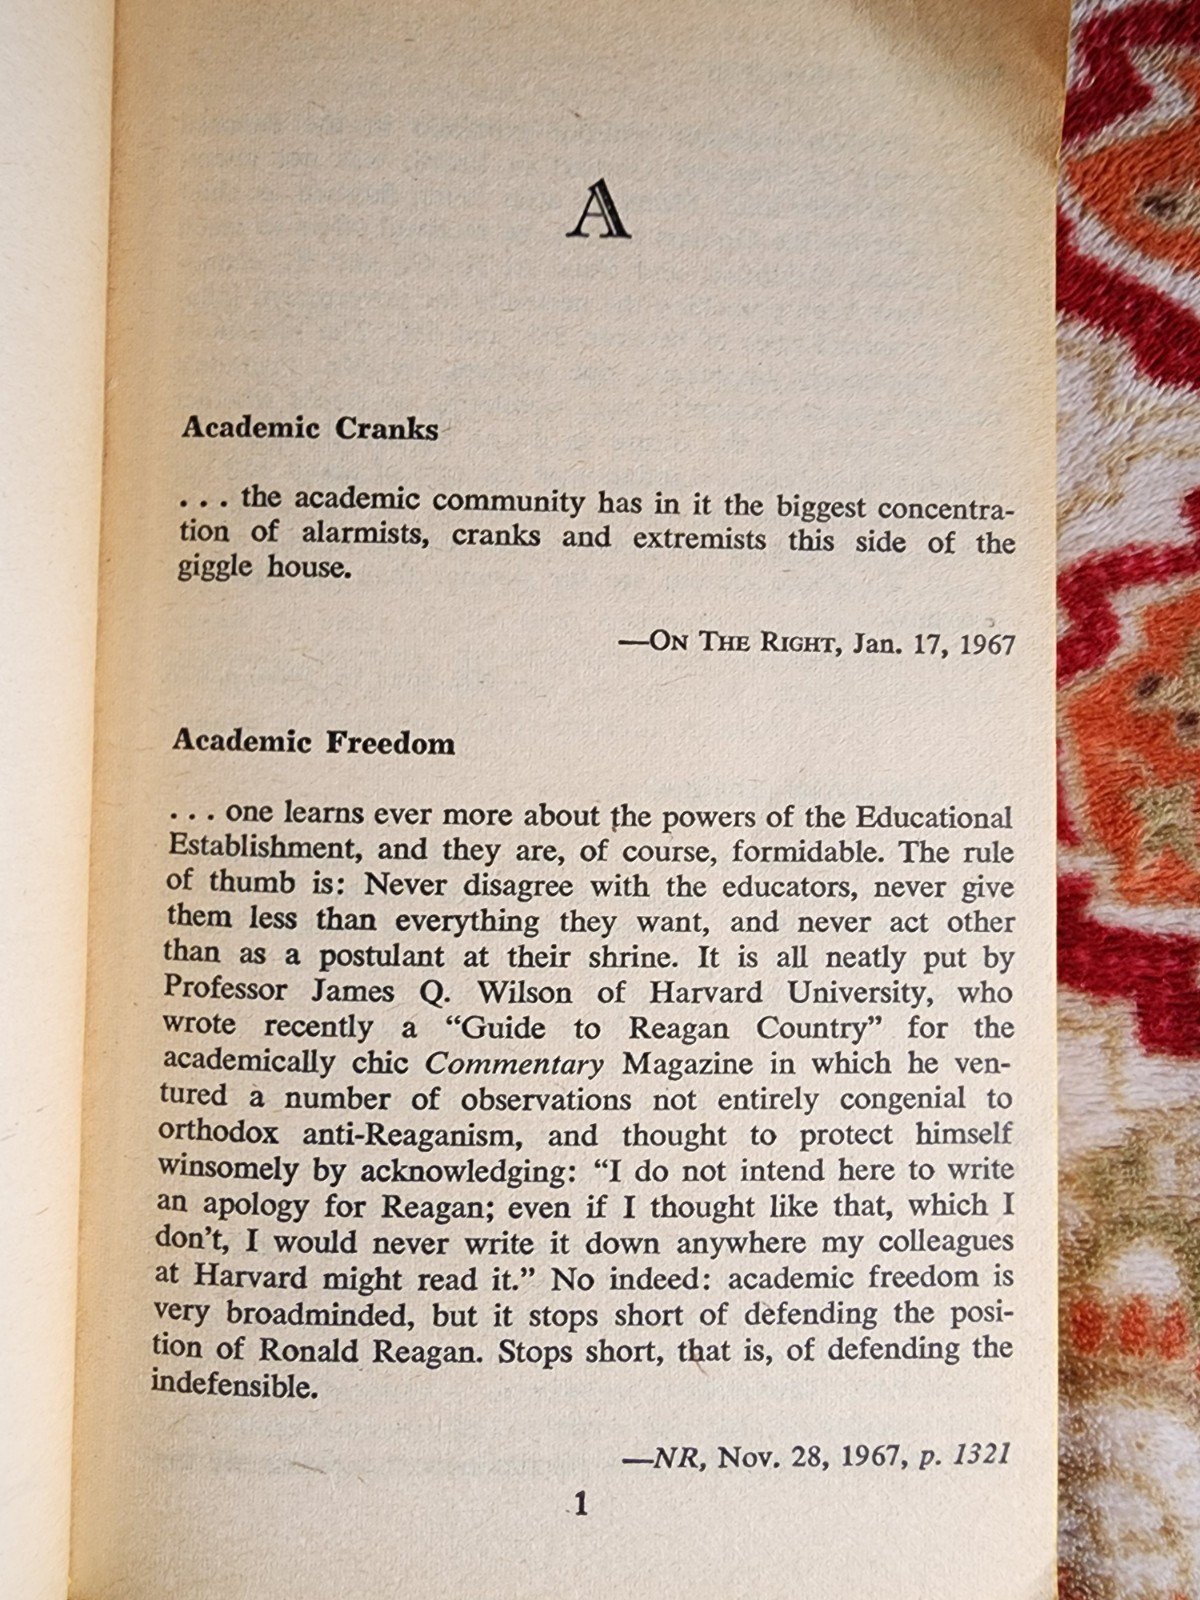 A
Academic Cranks
. . . the academic community has in it the biggest concentra-
tion of alarmists, cranks and extremists this side of the
giggle house.
—ON THE RIGHT, Jan. 17, 1967
Academic Freedom
. . . one learns ever more about the powers of the Educational
Establishment, and they are, of course, formidable. The rule
of thumb is: Never disagree with the educators, never give
them less than everything they want, and never act other
than as a postulant at their shrine. It is all neatly put by
Professor James Q. Wilson of Harvard University, who
wrote recently a “Guide to Reagan Country” for the
academically chic Commentary Magazine in which he ven-
tured a number of observations not entirely congenial to
orthodox anti-Reaganism, and thought to protect himself
winsomely by acknowledging: “I do not intend here to write
an apology for Reagan; even if I thought like that, which I
don’t, I would never write it down anywhere my colleagues
at Harvard might read it.” No indeed: academic freedom is
very broadminded, but it stops short of defending the posi-
tion of Ronald Reagan. Stops short, that is, of defending the
indefensible.
—NR, Nov. 28, 1967, p. 1321
1